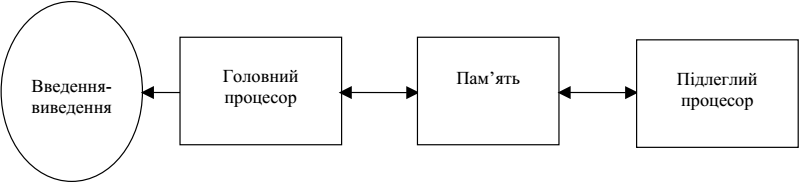 Введення-
виведення
Головний
процесор
Пам’ять
Підлеглий
процесор